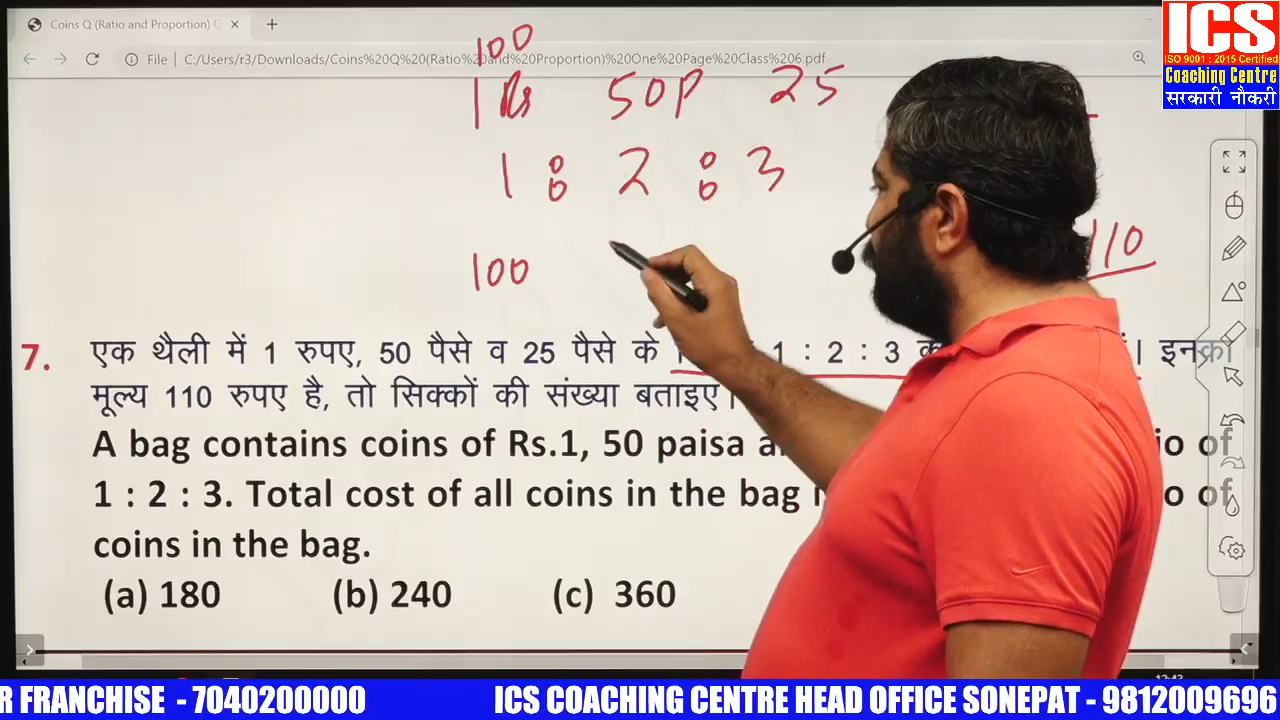 Coins Q (Ratio and Proportion) O
File C:/Users/r3/Downloads/Coins%20Q%20(Ratio%20and%20Proportion)%20One%20Page%20Class%206.pdf
ICS
ISO 9001 : 2015 Certified
Coaching Centre
सरकारी नौकरी
100
1 Rs 50P 25
1 : 2 : 3
110
100
7. एक थैली में 1 रुपए, 50 पैसे व 25 पैसे के 1 : 2 : 3 । इनका
मूल्य 110 रुपए है, तो सिक्कों की संख्या बताइए।
A bag contains coins of Rs.1, 50 paisa of
1 : 2 : 3. Total cost of all coins in the bag of
coins in the bag.
(a) 180 (b) 240 (c) 360
R FRANCHISE - 7040200000 ICS COACHING CENTRE HEAD OFFICE SONEPAT - 9812009696